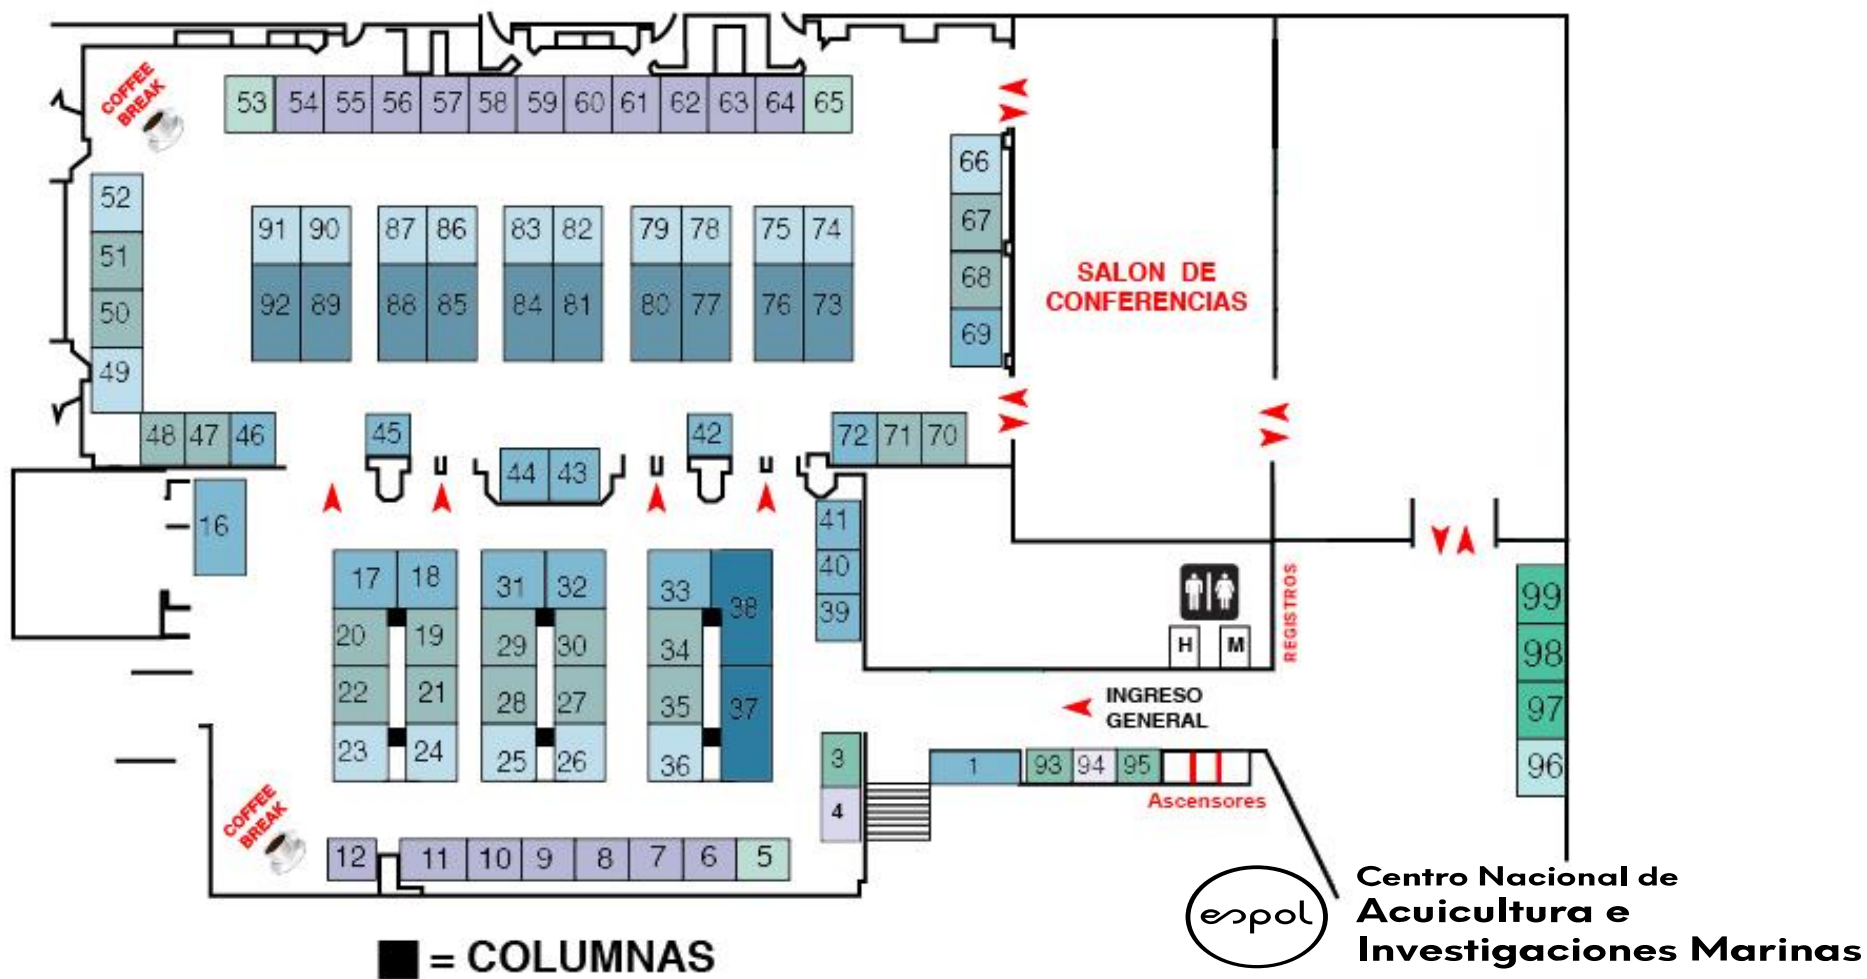 COFFEE
BREAK
53 54 55 56 57 58 59 60 61 62 63 64 65
66
67
68
69
52
51
50
49
91 90 87 86 83 82 79 78 75 74
92 89 88 85 84 81 80 77 76 73
SALON DE
CONFERENCIAS
48 47 46 45 42 72 71 70
44 43
16
41
40
39
17 18 31 32 33 38
20 19 29 30 34
22 21 28 27 35 37
23 24 25 26 36
REGISTROS
H M
INGRESO
GENERAL
99
98
97
96
3
4
1 93 94 95
Ascensores
COFFEE
BREAK
12 11 10 9 8 7 6 5
= COLUMNAS
espol
Centro Nacional de
Acuicultura e
Investigaciones Marinas